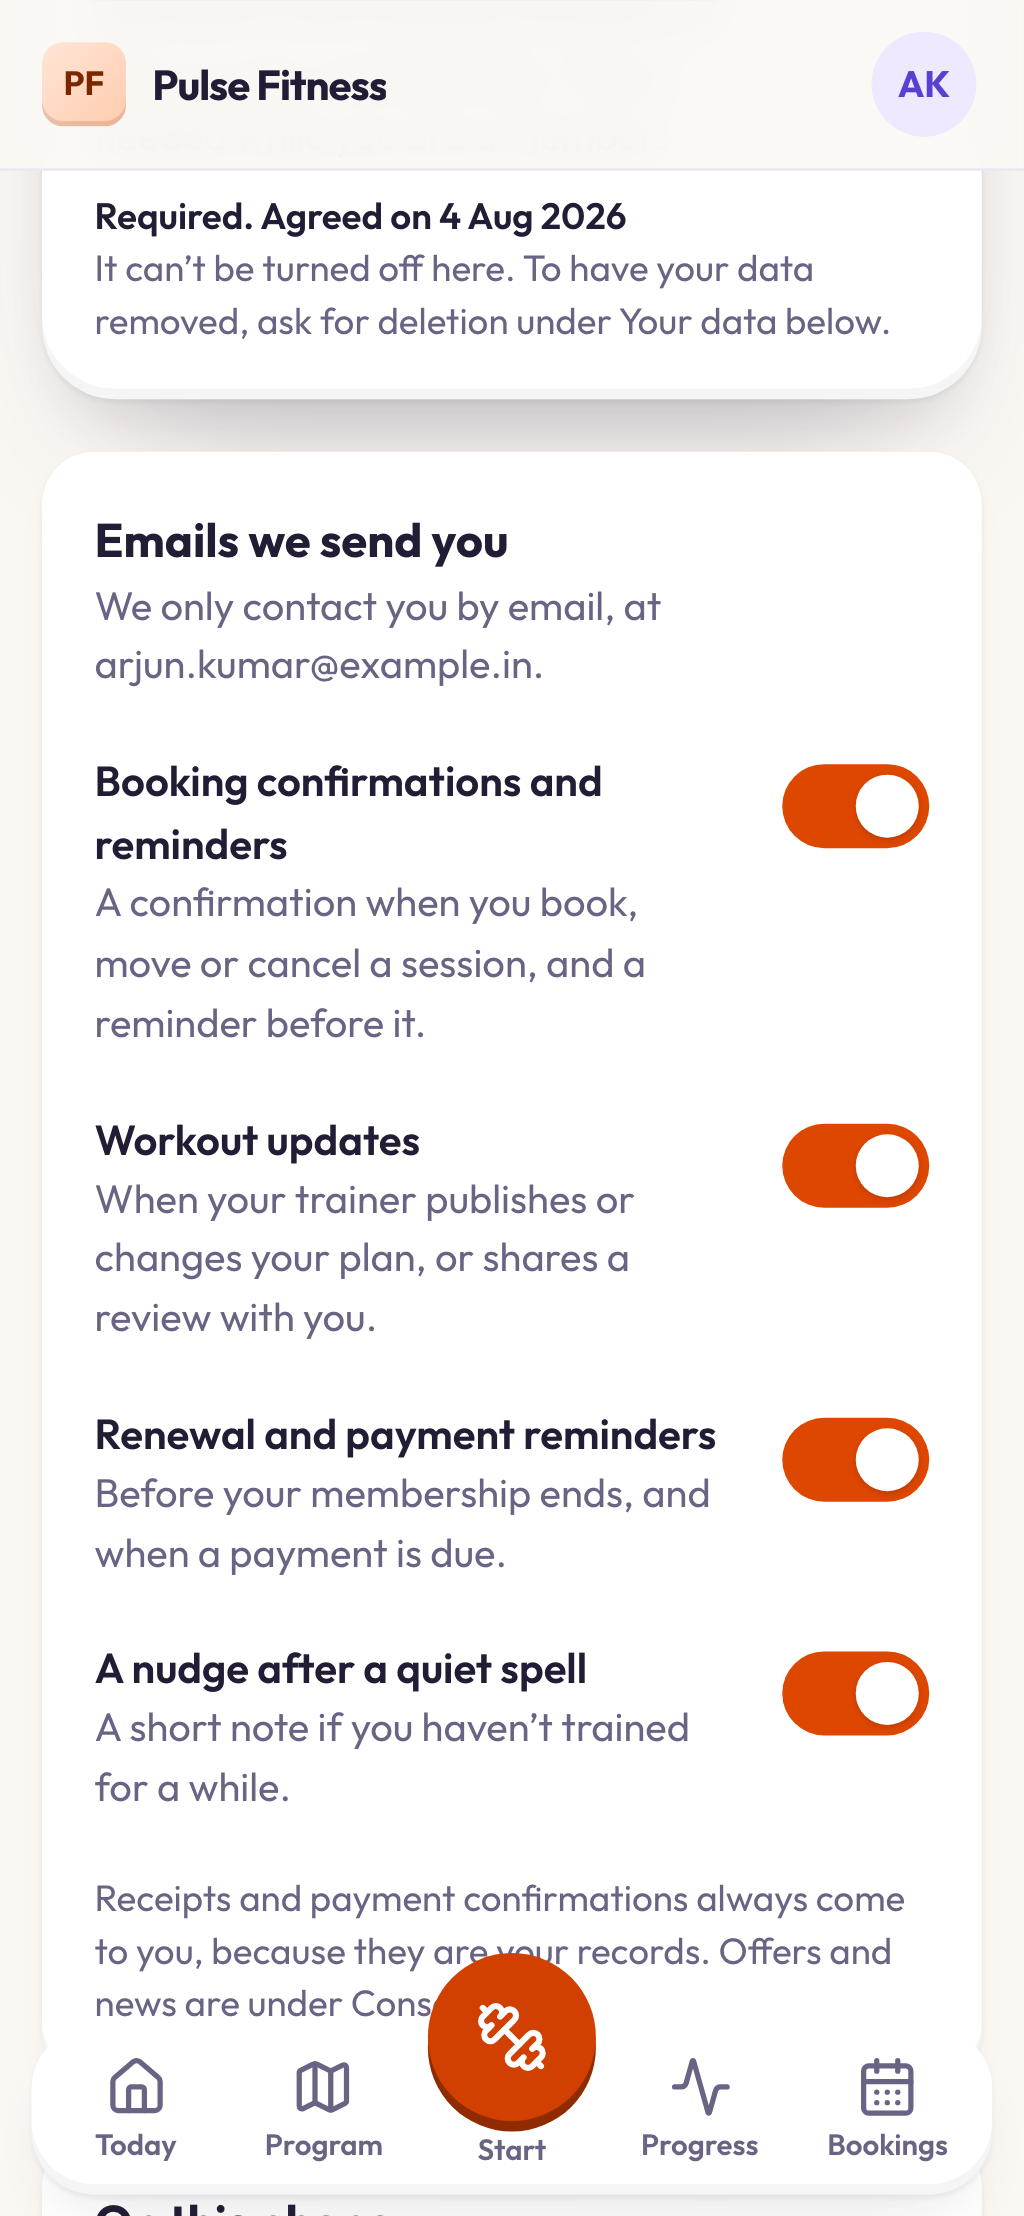 PF
Pulse Fitness
AK
Required. Agreed on 4 Aug 2026
It can’t be turned off here. To have your data
removed, ask for deletion under Your data below.
Emails we send you
We only contact you by email, at
arjun.kumar@example.in.
Booking confirmations and
reminders
A confirmation when you book,
move or cancel a session, and a
reminder before it.
Workout updates
When your trainer publishes or
changes your plan, or shares a
review with you.
Renewal and payment reminders
Before your membership ends, and
when a payment is due.
A nudge after a quiet spell
A short note if you haven’t trained
for a while.
Receipts and payment confirmations always come
to you, because they are your records. Offers and
news are under
Today
Program
Start
Progress
Bookings
On this phone